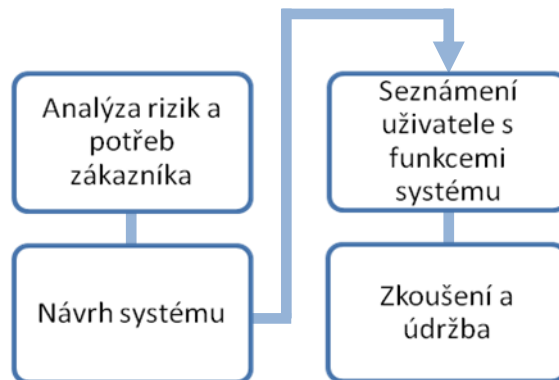 Analýza rizik a
potřeb
zákazníka
Návrh systému
Seznámení
uživatele s
funkcemi
systému
Zkoušení a
údržba